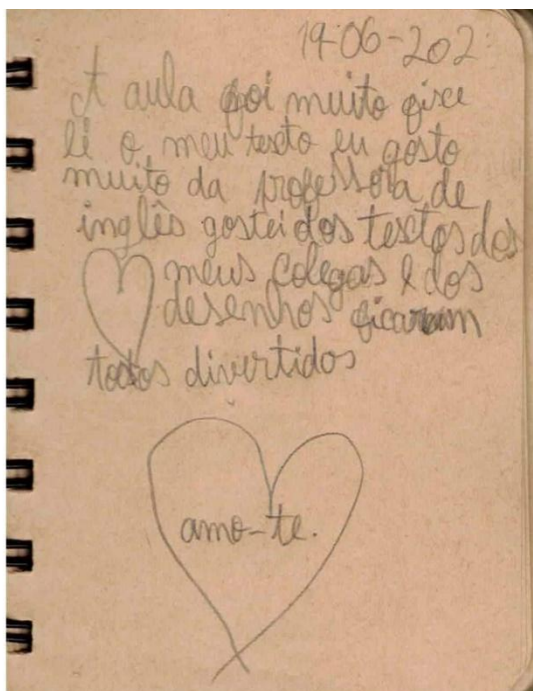 19-06-202
A aula foi muito fixe
lê o meu texto eu gosto
muito da professora de
inglês gostei dos textos dos
meus colegas e dos
desenhos ficaram
todos divertidos
amo-te.